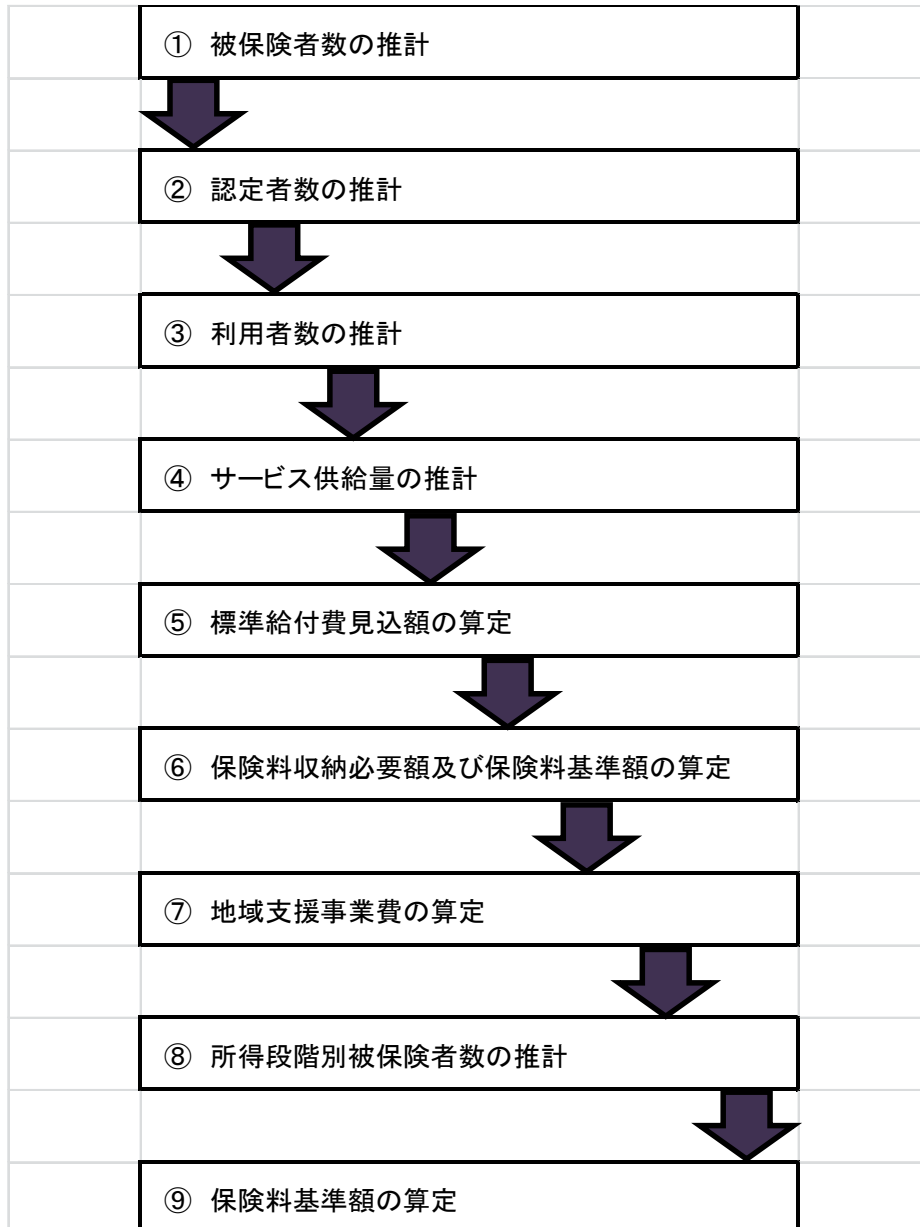 ① 被保険者数の推計
② 認定者数の推計
③ 利用者数の推計
④ サービス供給量の推計
⑤ 標準給付費見込額の算定
⑥ 保険料収納必要額及び保険料基準額の算定
⑦ 地域支援事業費の算定
⑧ 所得段階別被保険者数の推計
⑨ 保険料基準額の算定